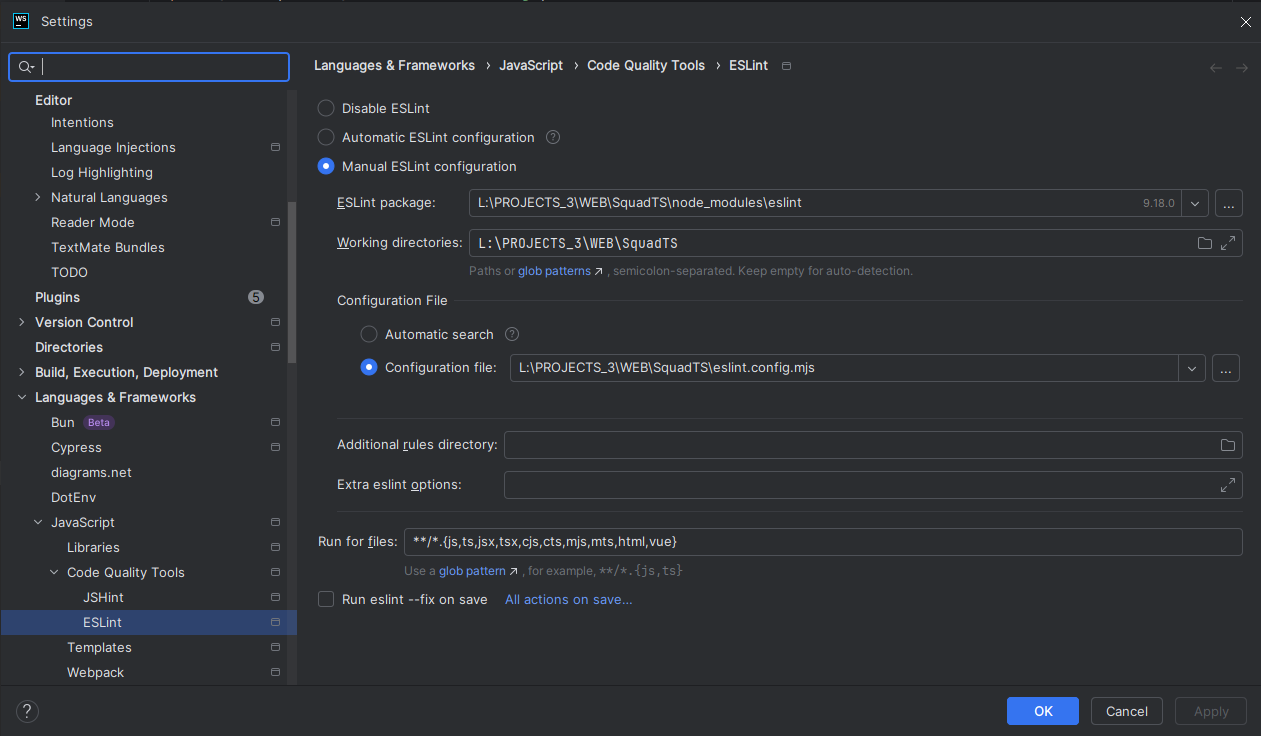 WS Settings
Languages & Frameworks › JavaScript › Code Quality Tools › ESLint
Editor
Intentions
Language Injections
Log Highlighting
Natural Languages
Reader Mode
TextMate Bundles
TODO
Plugins 5
Version Control
Directories
Build, Execution, Deployment
Languages & Frameworks
Bun Beta
Cypress
diagrams.net
DotEnv
JavaScript
Libraries
Code Quality Tools
JSHint
ESLint
Templates
Webpack
Disable ESLint
Automatic ESLint configuration ?
Manual ESLint configuration
ESLint package: L:\PROJECTS_3\WEB\SquadTS\node_modules\eslint 9.18.0 ...
Working directories: L:\PROJECTS_3\WEB\SquadTS
Paths or glob patterns ↗ , semicolon-separated. Keep empty for auto-detection.
Configuration File
Automatic search ?
Configuration file: L:\PROJECTS_3\WEB\SquadTS\eslint.config.mjs ...
Additional rules directory:
Extra eslint options:
Run for files: **/*.{js,ts,jsx,tsx,cjs,cts,mjs,mts,html,vue}
Use a glob pattern ↗ , for example, **/*.{js,ts}
Run eslint --fix on save All actions on save...
? OK Cancel Apply